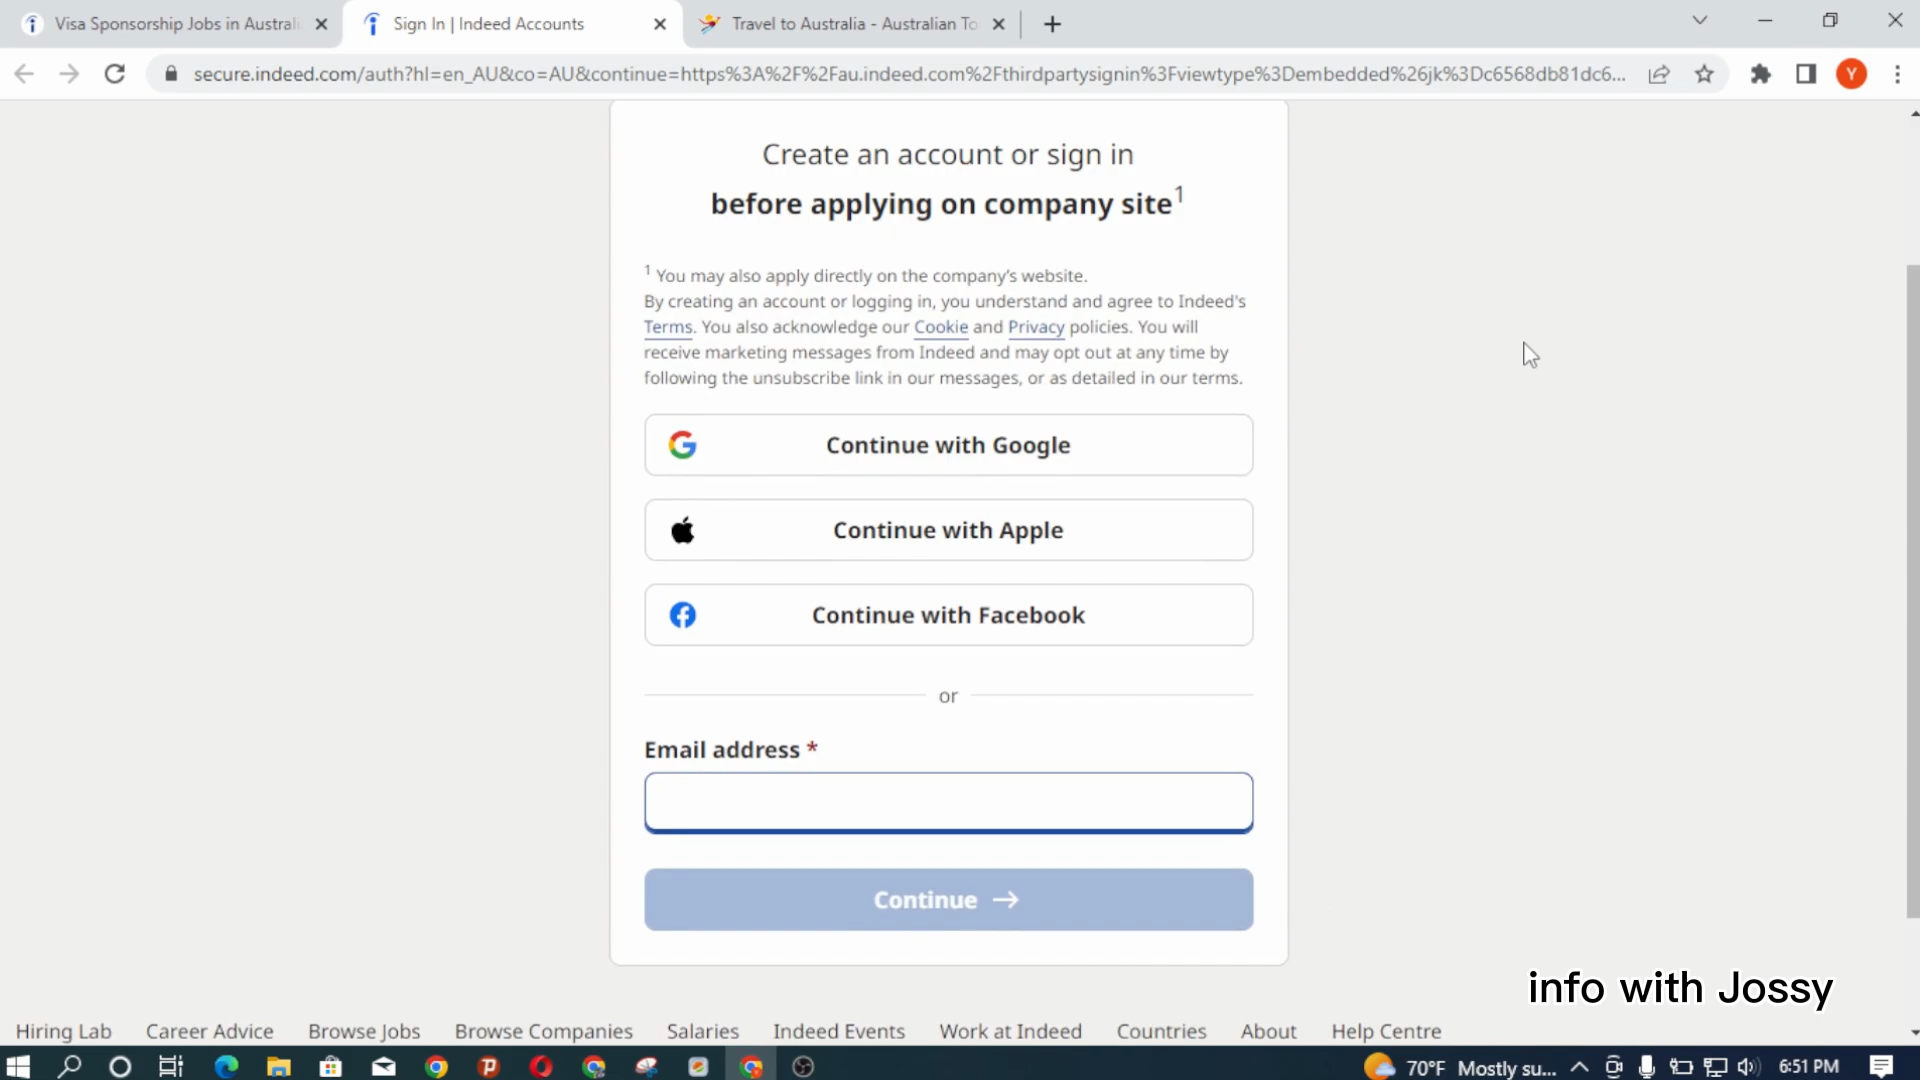 Visa Sponsorship Jobs in Austral
Sign In | Indeed Accounts
Travel to Australia - Australian To
secure.indeed.com/auth?hl=en_AU&co=AU&continue=https%3A%2F%2Fau.indeed.com%2Fthirdpartysignin%3Fviewtype%3Dembedded%26jk%3Dc6568db81dc6...
Y
Create an account or sign in
before applying on company site¹
¹ You may also apply directly on the company's website.
By creating an account or logging in, you understand and agree to Indeed's
Terms. You also acknowledge our Cookie and Privacy policies. You will
receive marketing messages from Indeed and may opt out at any time by
following the unsubscribe link in our messages, or as detailed in our terms.
Continue with Google
Continue with Apple
Continue with Facebook
or
Email address *
Continue →
info with Jossy
Hiring Lab Career Advice Browse Jobs Browse Companies Salaries Indeed Events Work at Indeed Countries About Help Centre
70°F Mostly su... 6:51 PM